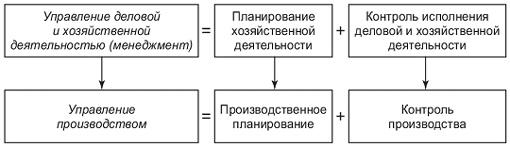 Управление деловой
и хозяйственной
деятельностью (менеджмент)
=
Планирование
хозяйственной
деятельности
+
Контроль исполнения
деловой и хозяйственной
деятельности
Управление
производством
=
Производственное
планирование
+
Контроль
производства